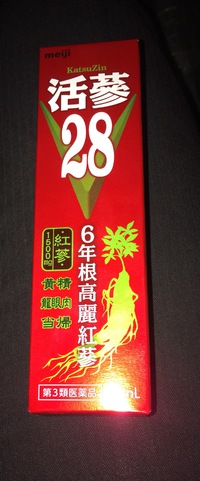 meiji
KatsuZin
活蔘
28
6年根高麗紅蔘
紅蔘
1500mg
黄精
龍眼肉
当帰
第3類医薬品
mL